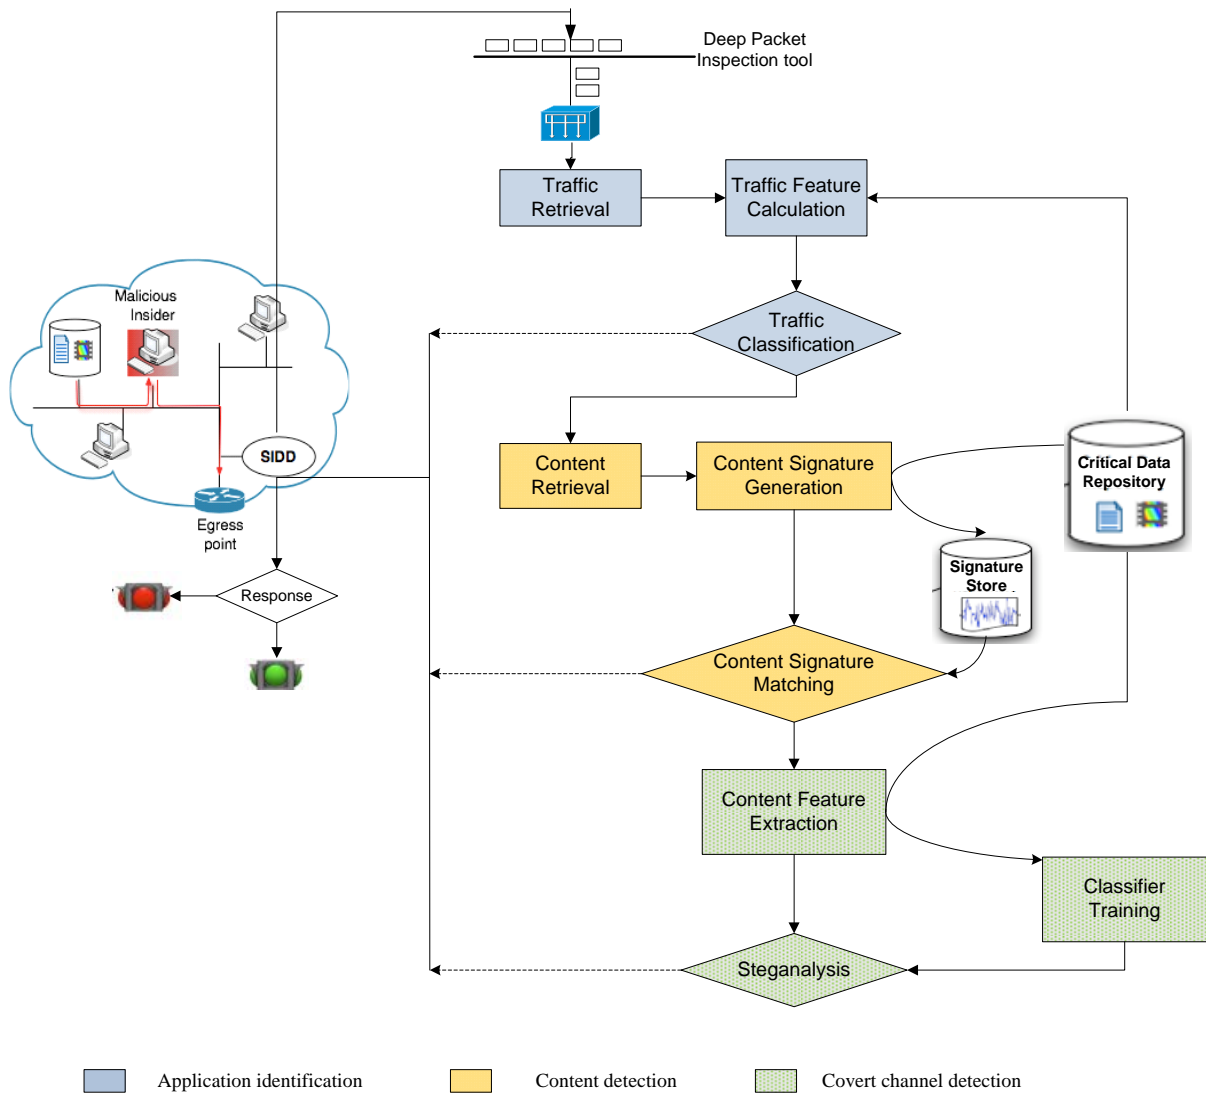 Deep Packet
Inspection tool
Traffic
Retrieval
Traffic Feature
Calculation
Malicious
Insider
Traffic
Classification
SIDD
Content
Retrieval
Content Signature
Generation
Critical Data
Repository
Egress
point
Signature
Store
Response
Content Signature
Matching
Content Feature
Extraction
Classifier
Training
Steganalysis
Application identification
Content detection
Covert channel detection